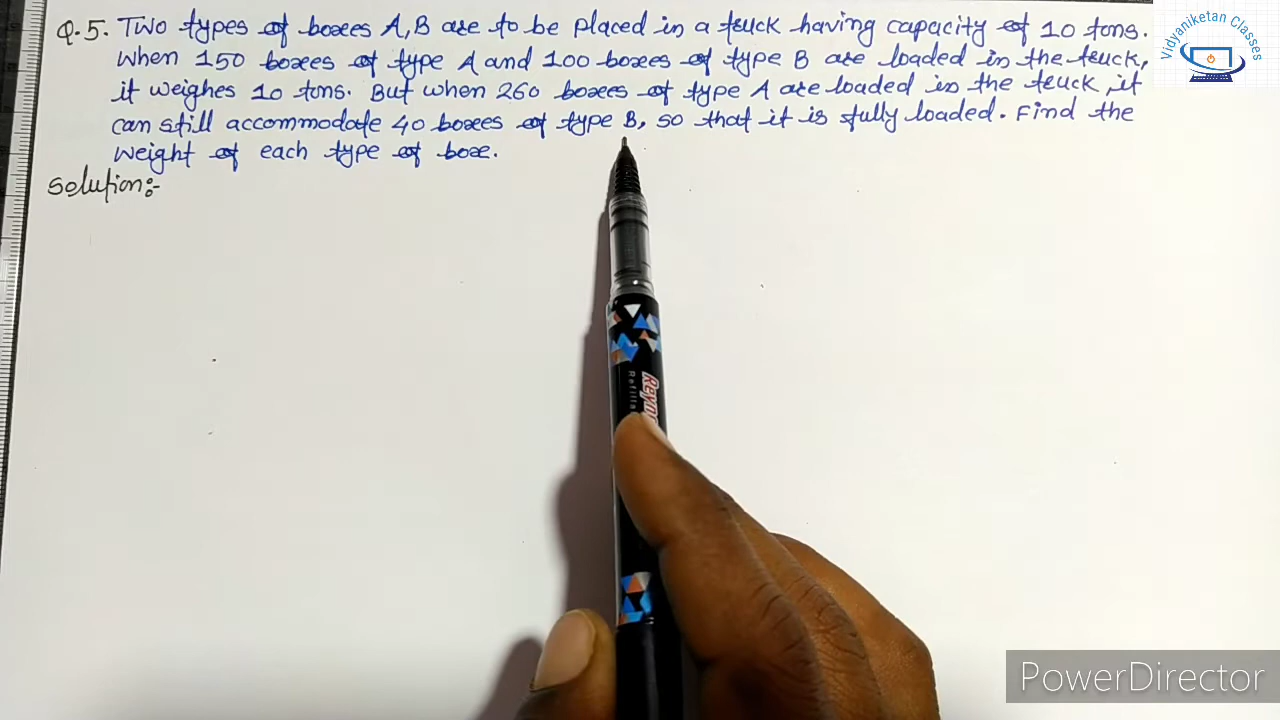 Q.5. Two types of boxes A, B are to be placed in a truck having capacity of 10 tons.
When 150 boxes of type A and 100 boxes of type B are loaded in the truck,
it weighes 10 tons. But when 260 boxes of type A are loaded in the truck, it
can still accommodate 40 boxes of type B, so that it is fully loaded. Find the
weight of each type of box.
Solution:-
Vidyaniketan Classes
Reyno
Refilla
PowerDirector